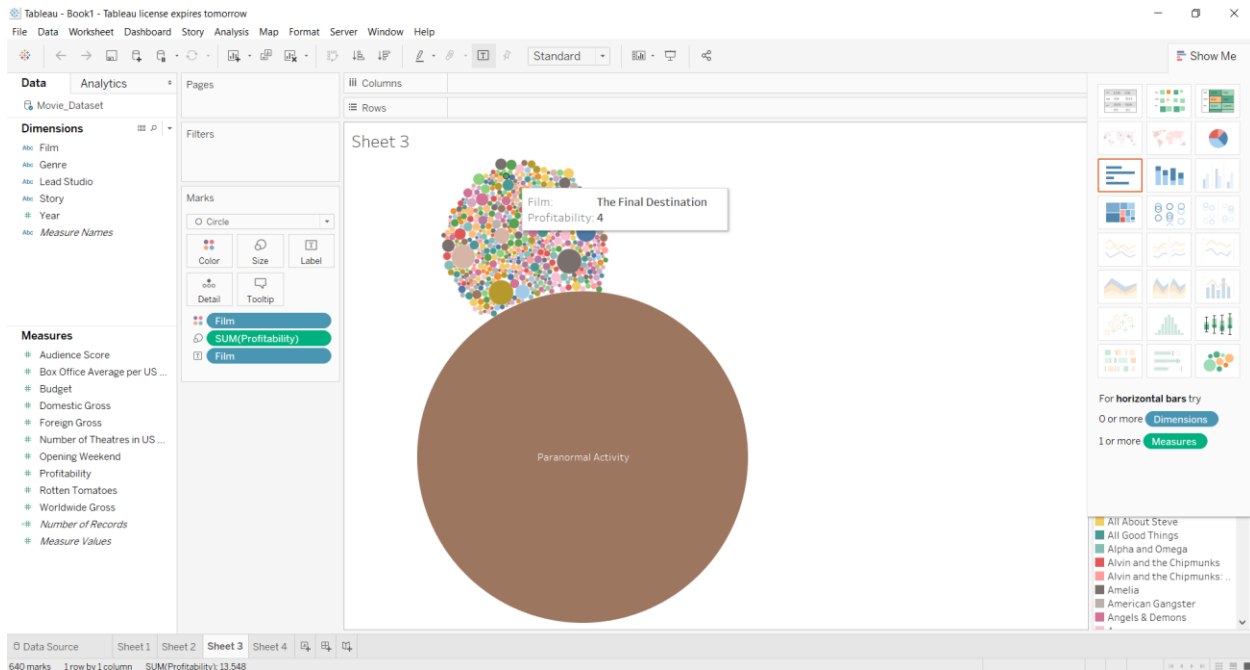 Tableau - Book1 - Tableau license expires tomorrow
File Data Worksheet Dashboard Story Analysis Map Format Server Window Help
Standard
Show Me
Data Analytics
Movie_Dataset
Dimensions
Abc Film
Abc Genre
Abc Lead Studio
Abc Story
# Year
Abc Measure Names
Measures
# Audience Score
# Box Office Average per US ...
# Budget
# Domestic Gross
# Foreign Gross
# Number of Theatres in US ...
# Opening Weekend
# Profitability
# Rotten Tomatoes
# Worldwide Gross
# Number of Records
# Measure Values
Pages
Filters
Marks
Circle
Color Size Label
Detail Tooltip
Film
SUM(Profitability)
Film
Columns
Rows
Sheet 3
Film: The Final Destination
Profitability: 4
Paranormal Activity
For horizontal bars try
0 or more Dimensions
1 or more Measures
All About Steve
All Good Things
Alpha and Omega
Alvin and the Chipmunks
Alvin and the Chipmunks: ..
Amelia
American Gangster
Angels & Demons
Data Source Sheet 1 Sheet 2 Sheet 3 Sheet 4
640 marks 1 row by 1 column SUM(Profitability): 13,548